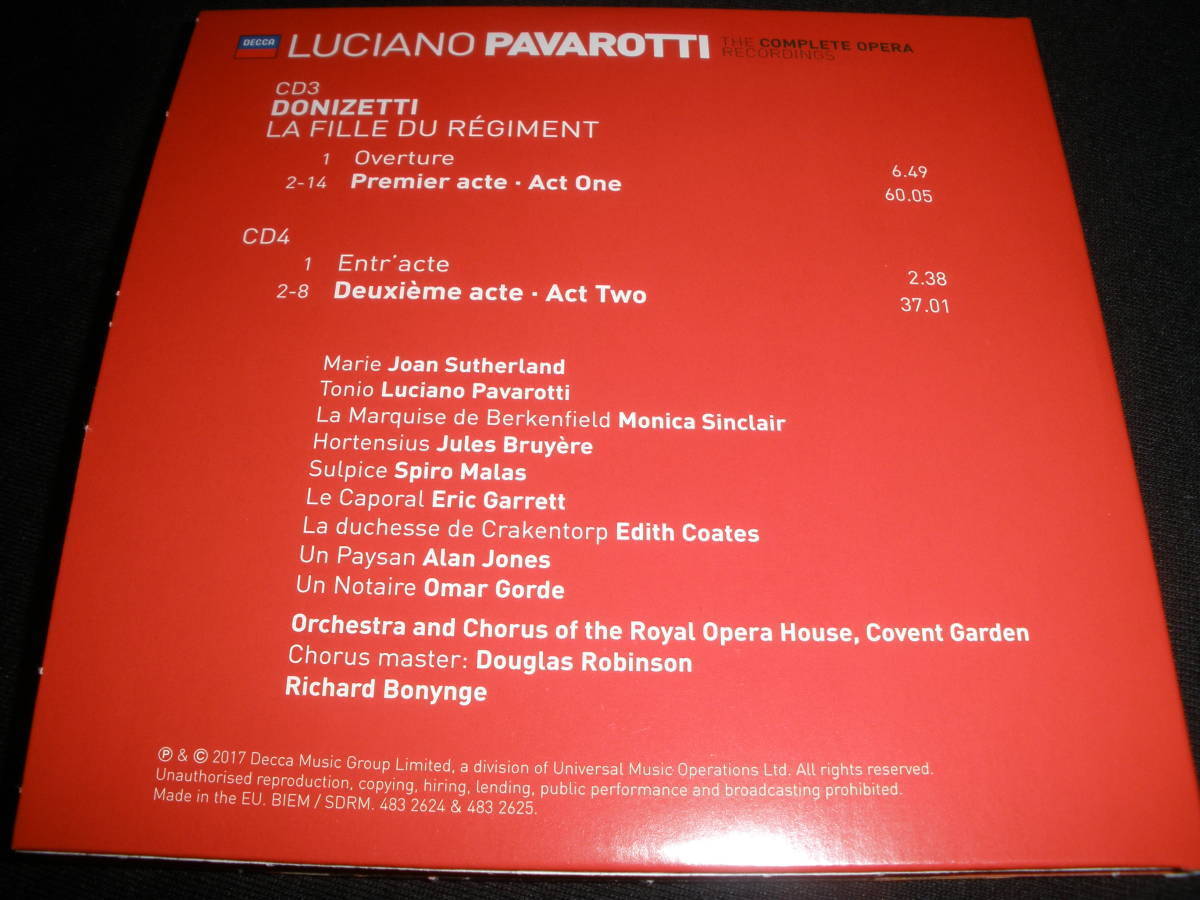 DECCA LUCIANO PAVAROTTI THE COMPLETE OPERA
RECORDINGS
CD3
DONIZETTI
LA FILLE DU RÉGIMENT
1 Overture 6.49
2-14 Premier acte · Act One 60.05
CD4
1 Entr'acte 2.38
2-8 Deuxième acte · Act Two 37.01
Marie Joan Sutherland
Tonio Luciano Pavarotti
La Marquise de Berkenfield Monica Sinclair
Hortensius Jules Bruyère
Sulpice Spiro Malas
Le Caporal Eric Garrett
La duchesse de Crakentorp Edith Coates
Un Paysan Alan Jones
Un Notaire Omar Gorde
Orchestra and Chorus of the Royal Opera House, Covent Garden
Chorus master: Douglas Robinson
Richard Bonynge
℗ & © 2017 Decca Music Group Limited, a division of Universal Music Operations Ltd. All rights reserved.
Unauthorised reproduction, copying, hiring, lending, public performance and broadcasting prohibited.
Made in the EU. BIEM / SDRM. 483 2624 & 483 2625.